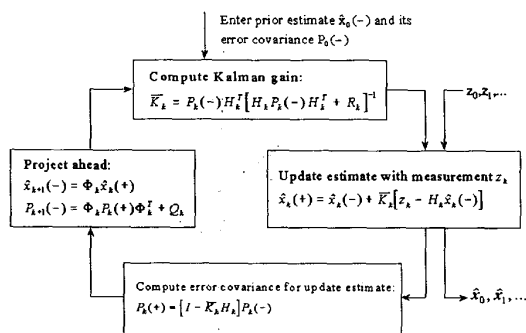 Enter prior estimate x̂₀(−) and its
error covariance P₀(−)
Compute Kalman gain:
K̅ₖ = Pₖ(−)Hₖᵀ[HₖPₖ(−)Hₖᵀ + Rₖ]⁻¹
z₀,z₁,...
Project ahead:
x̂ₖ₊₁(−) = Φₖx̂ₖ(+)
Pₖ₊₁(−) = ΦₖPₖ(+)Φₖᵀ + Qₖ
Update estimate with measurement zₖ
x̂ₖ(+) = x̂ₖ(−) + K̅ₖ[zₖ − Hₖx̂ₖ(−)]
Compute error covariance for update estimate:
Pₖ(+) = [I − K̅ₖHₖ]Pₖ(−)
x̂₀, x̂₁, ...